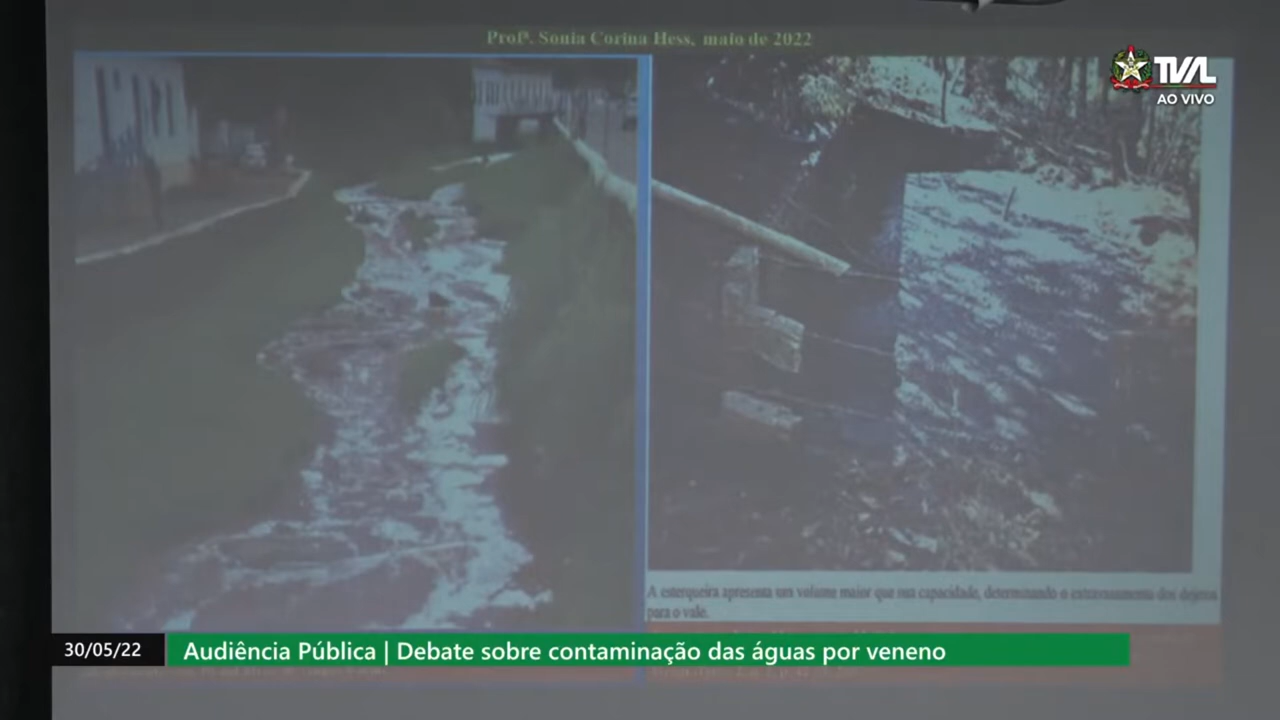 Profª. Sonia Corina Hess, maio de 2022
TVAL
AO VIVO
A esterqueira apresenta um volume maior que sua capacidade, determinando o extravasamento dos dejetos
para o vale.
30/05/22
Audiência Pública | Debate sobre contaminação das águas por veneno